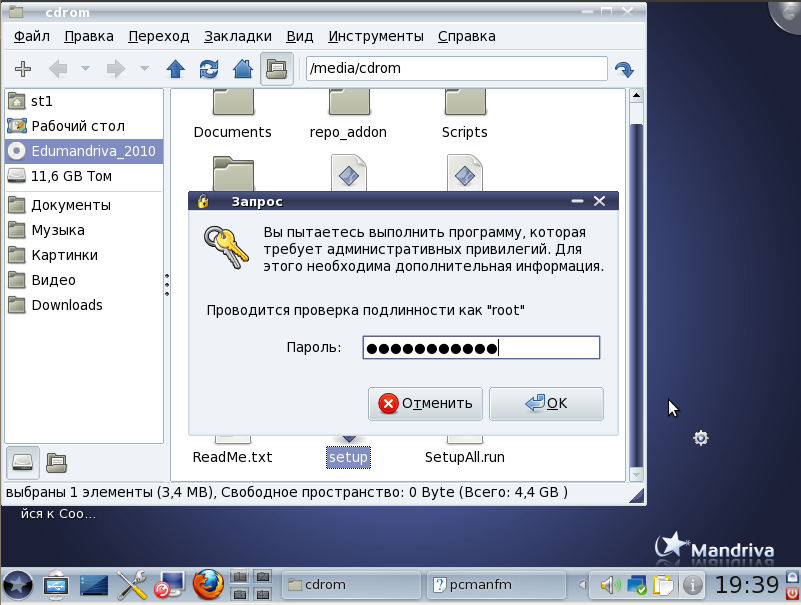 cdrom
Файл Правка Переход Закладки Вид Инструменты Справка
/media/cdrom
st1
Рабочий стол
Edumandriva_2010
11,6 GB Том
Документы
Музыка
Картинки
Видео
Downloads
Documents repo_addon Scripts
Запрос
Вы пытаетесь выполнить программу, которая
требует административных привилегий. Для
этого необходима дополнительная информация.
Проводится проверка подлинности как "root"
Пароль:
Отменить OK
ReadMe.txt setup SetupAll.run
выбраны 1 элементы (3,4 MB), Свободное пространство: 0 Byte (Всего: 4,4 GB )
йся к Соо...
Mandriva
cdrom pcmanfm 19:39